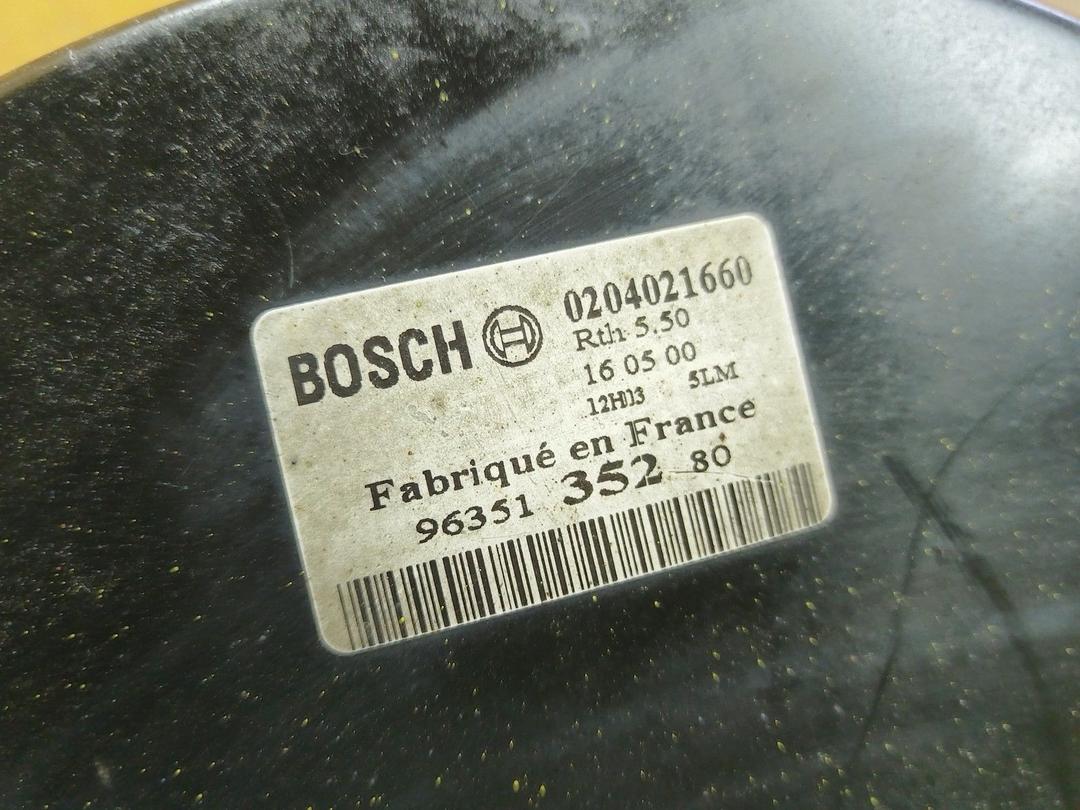 BOSCH
0204021660
Rth 5.50
16 05 00
12H13 5LM
Fabriqué en France
96351 352 80